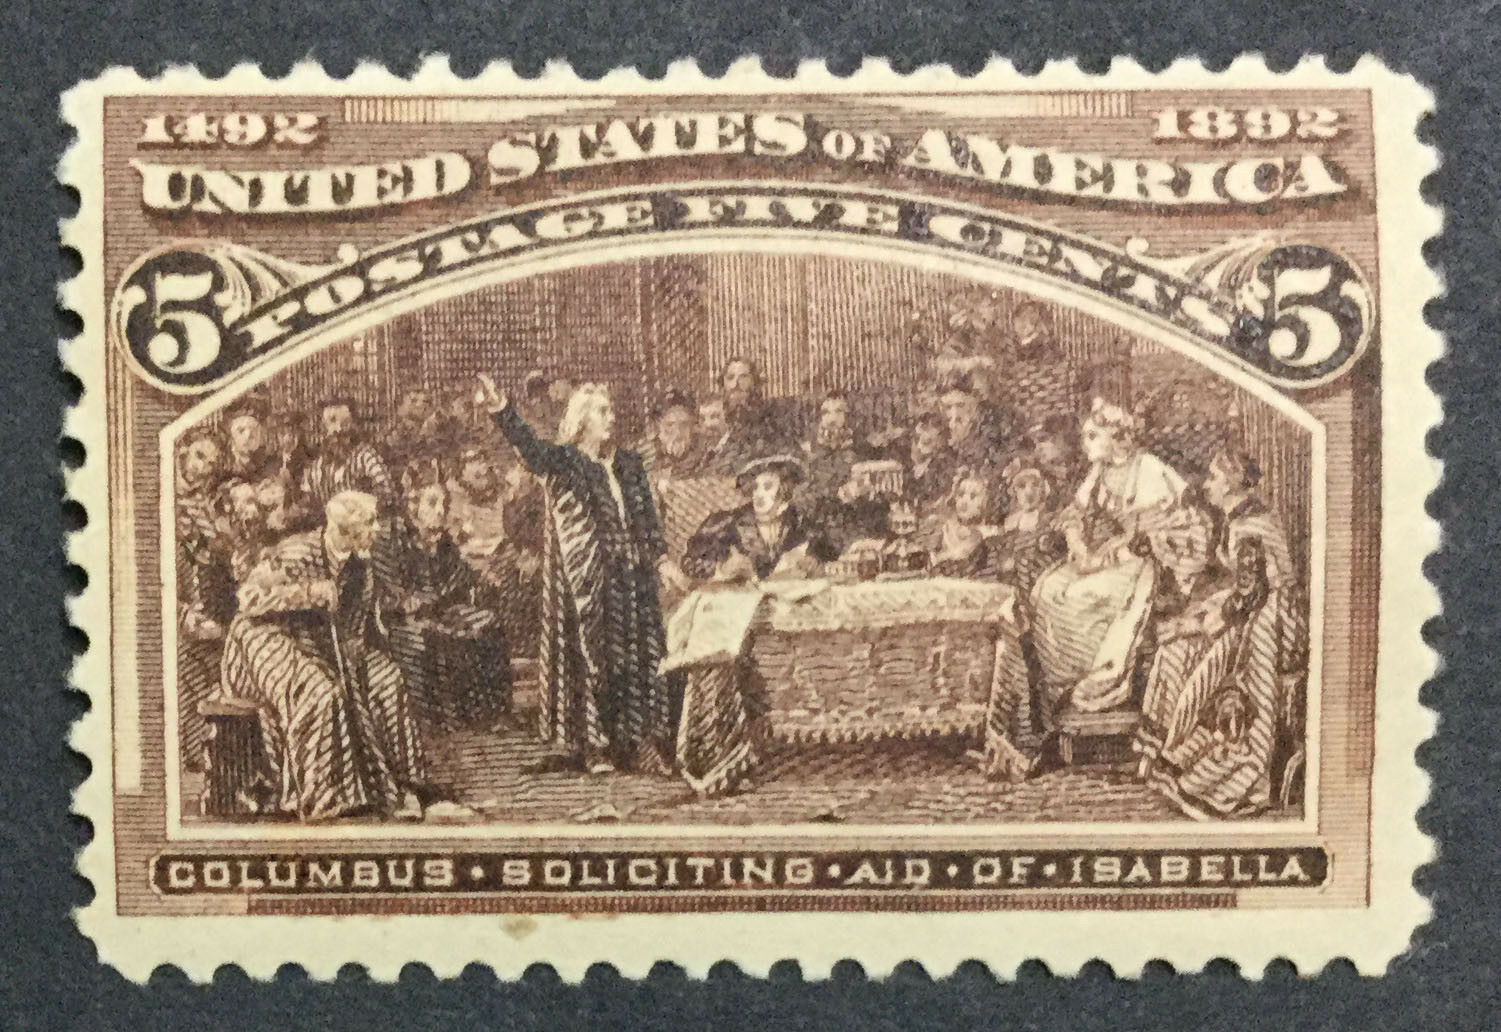 1492 1892
UNITED STATES OF AMERICA
POSTAGE FIVE CENTS
5 5
COLUMBUS · SOLICITING · AID · OF · ISABELLA